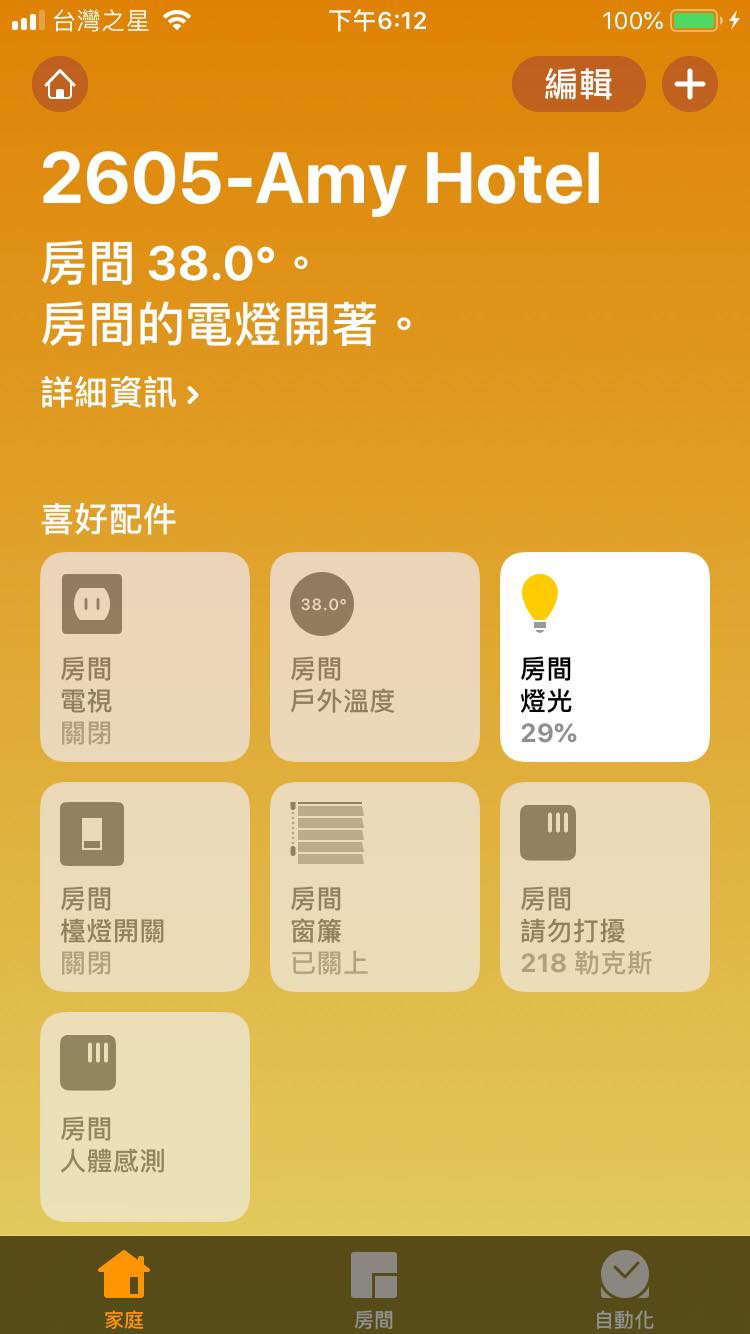 台灣之星
下午6:12
100%
編輯
2605-Amy Hotel
房間 38.0°。
房間的電燈開著。
詳細資訊 ›
喜好配件
房間
電視
關閉
38.0°
房間
戶外溫度
房間
燈光
29%
房間
檯燈開關
關閉
房間
窗簾
已關上
房間
請勿打擾
218 勒克斯
房間
人體感測
家庭
房間
自動化